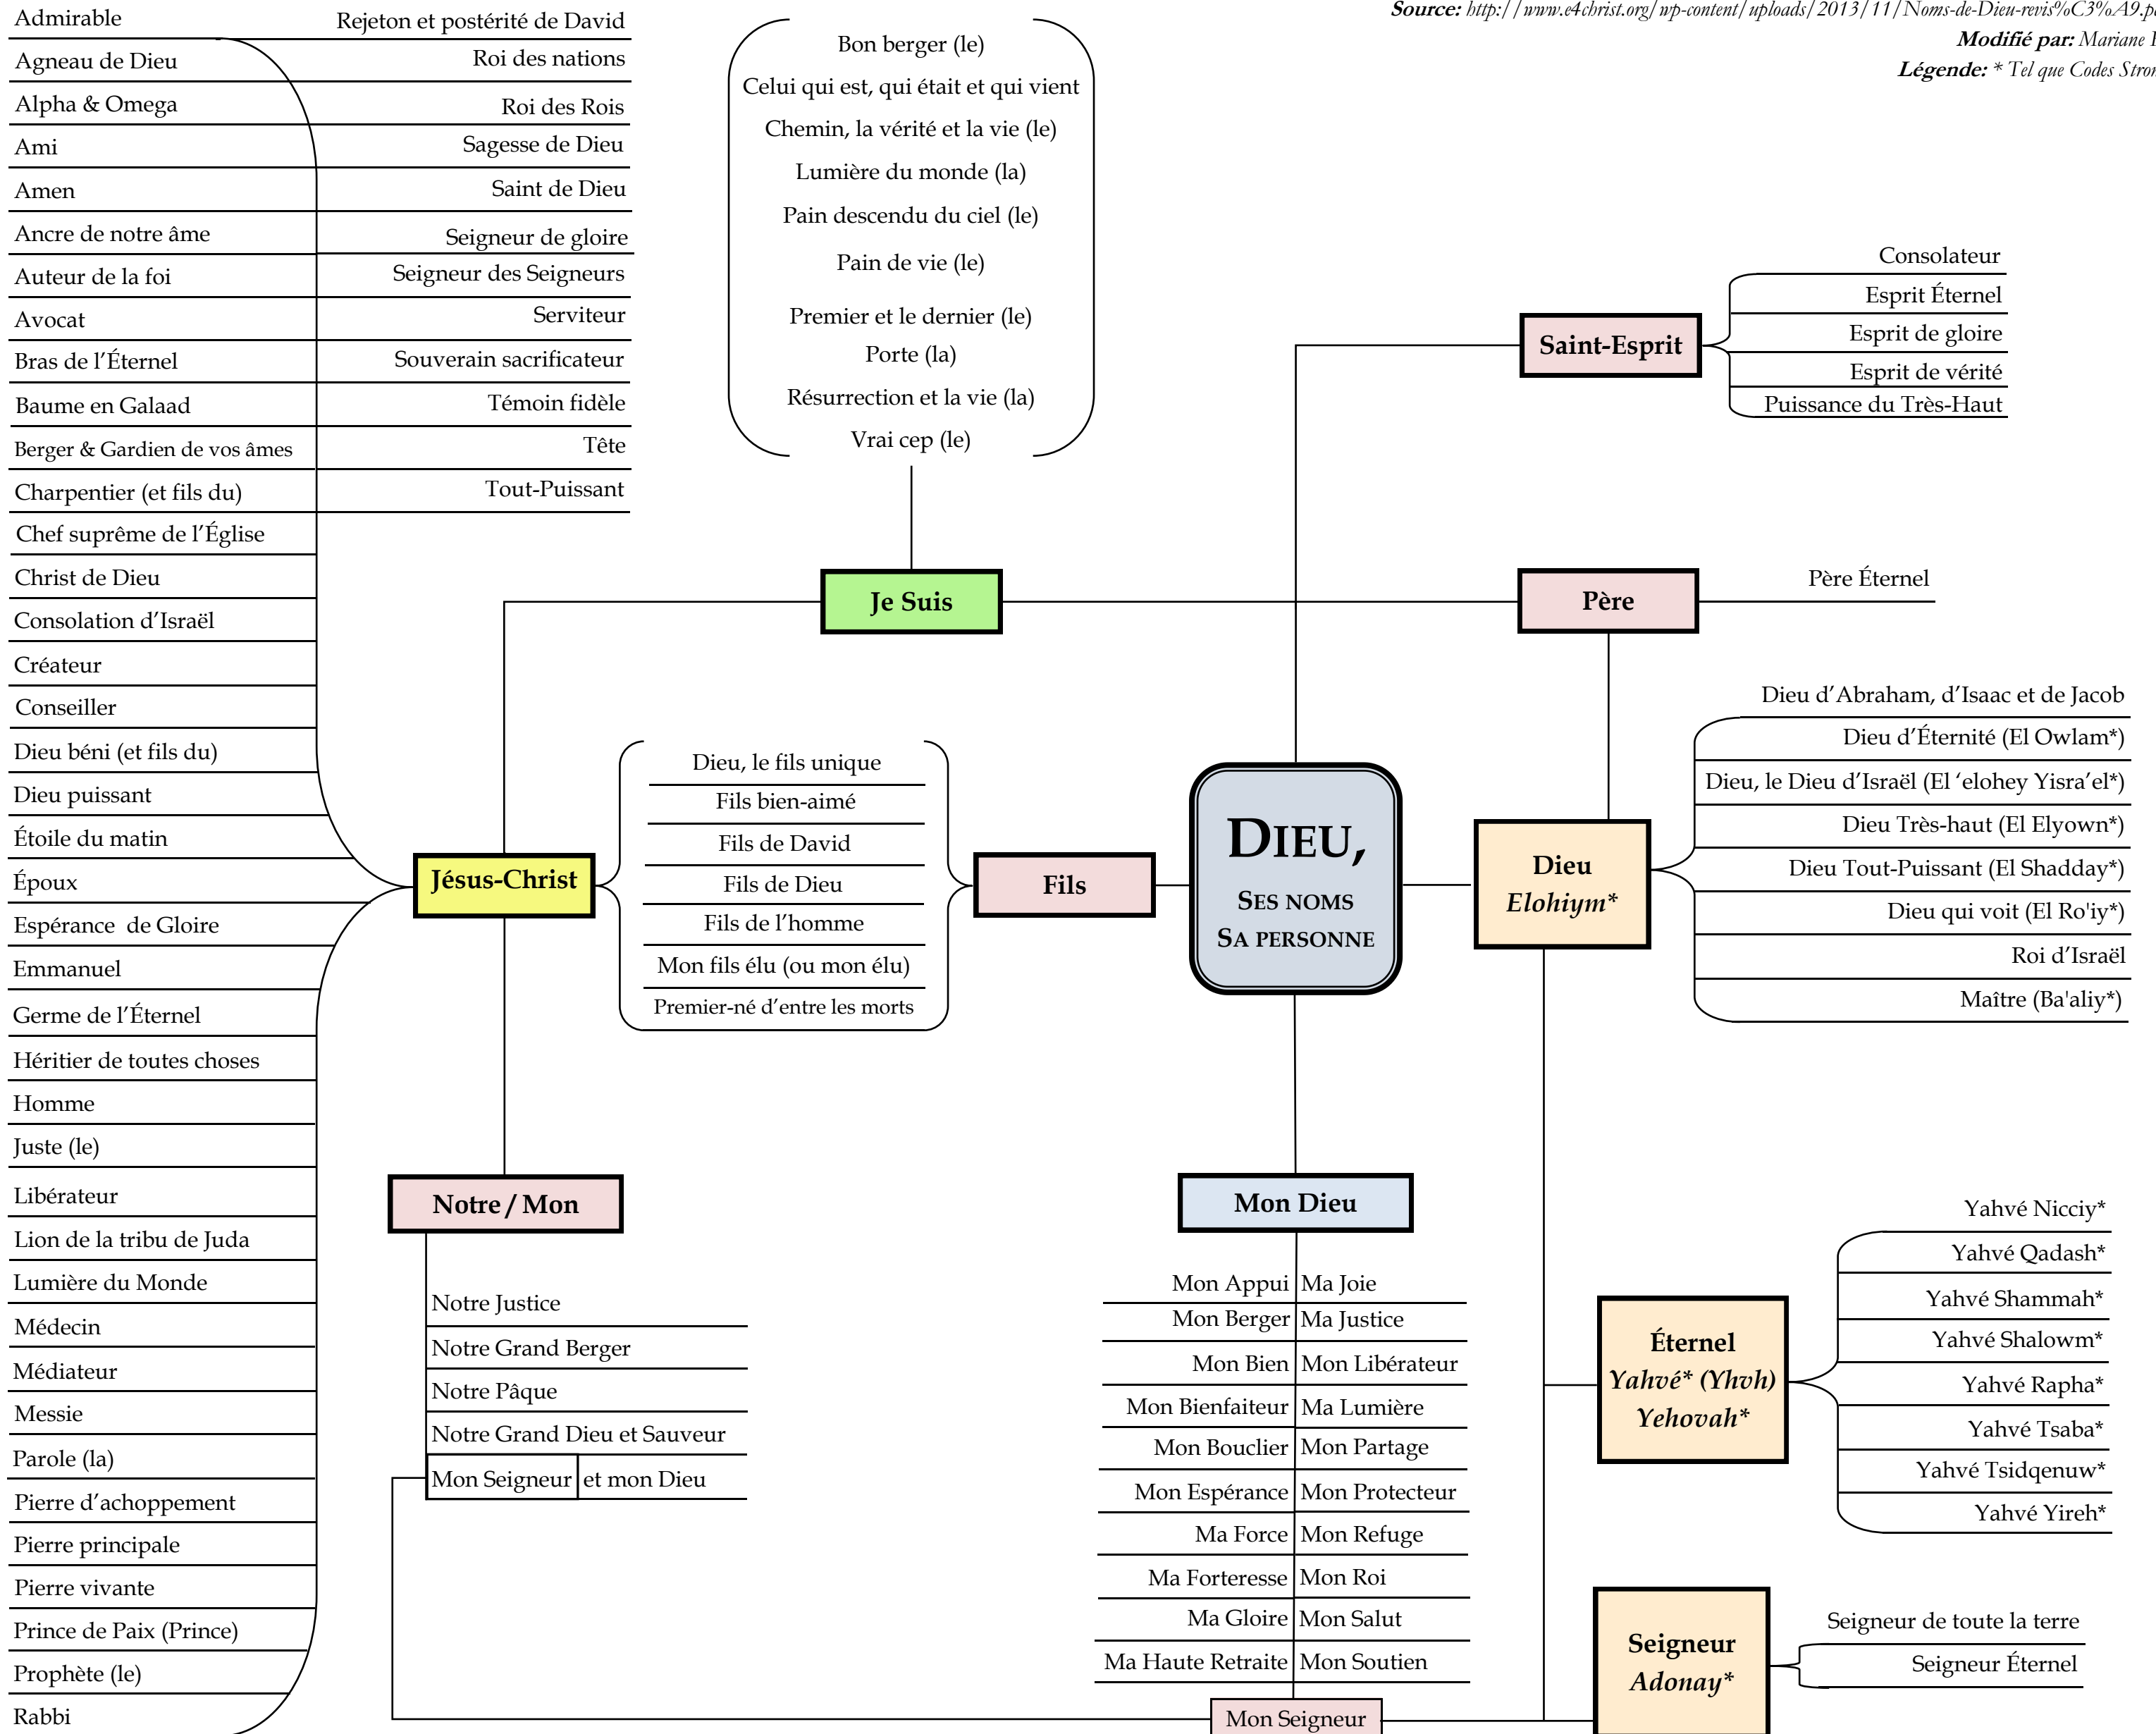 Admirable
Agneau de Dieu
Alpha & Omega
Ami
Amen
Ancre de notre âme
Auteur de la foi
Avocat
Bras de l’Éternel
Baume en Galaad
Berger & Gardien de vos âmes
Charpentier (et fils du)
Chef suprême de l’Église
Christ de Dieu
Consolation d’Israël
Créateur
Conseiller
Dieu béni (et fils du)
Dieu puissant
Étoile du matin
Époux
Espérance de Gloire
Emmanuel
Germe de l’Éternel
Héritier de toutes choses
Homme
Juste (le)
Libérateur
Lion de la tribu de Juda
Lumière du Monde
Médecin
Médiateur
Messie
Parole (la)
Pierre d’achoppement
Pierre principale
Pierre vivante
Prince de Paix (Prince)
Prophète (le)
Rabbi
Rejeton et postérité de David
Roi des nations
Roi des Rois
Sagesse de Dieu
Saint de Dieu
Seigneur de gloire
Seigneur des Seigneurs
Serviteur
Souverain sacrificateur
Témoin fidèle
Tête
Tout-Puissant
Bon berger (le)
Celui qui est, qui était et qui vient
Chemin, la vérité et la vie (le)
Lumière du monde (la)
Pain descendu du ciel (le)
Pain de vie (le)
Premier et le dernier (le)
Porte (la)
Résurrection et la vie (la)
Vrai cep (le)
Je Suis
Source: http://www.e4christ.org/wp-content/uploads/2013/11/Noms-de-Dieu-revis%C3%A9.p
Modifié par: Mariane
Légende: * Tel que Codes
Saint-Esprit
Consolateur
Esprit Éternel
Esprit de gloire
Esprit de vérité
Puissance du Très-Haut
Père
Père Éternel
Jésus-Christ
Dieu, le fils unique
Fils bien-aimé
Fils de David
Fils de Dieu
Fils de l’homme
Mon fils élu (ou mon élu)
Premier-né d’entre les morts
Fils
DIEU,
SES NOMS
SA PERSONNE
Dieu
Elohiym*
Dieu d’Abraham, d’Isaac et de Jacob
Dieu d’Éternité (El Owlam*)
Dieu, le Dieu d’Israël (El ‘elohey Yisra’el*)
Dieu Très-haut (El Elyown*)
Dieu Tout-Puissant (El Shadday*)
Dieu qui voit (El Ro'iy*)
Roi d’Israël
Maître (Ba'aliy*)
Notre / Mon
Notre Justice
Notre Grand Berger
Notre Pâque
Notre Grand Dieu et Sauveur
Mon Seigneur et mon Dieu
Mon Dieu
Mon Appui Ma Joie
Mon Berger Ma Justice
Mon Bien Mon Libérateur
Mon Bienfaiteur Ma Lumière
Mon Bouclier Mon Partage
Mon Espérance Mon Protecteur
Ma Force Mon Refuge
Ma Forteresse Mon Roi
Ma Gloire Mon Salut
Ma Haute Retraite Mon Soutien
Mon Seigneur
Éternel
Yahvé* (Yhvh)
Yehovah*
Yahvé Nicciy*
Yahvé Qadash*
Yahvé Shammah*
Yahvé Shalowm*
Yahvé Rapha*
Yahvé Tsaba*
Yahvé Tsidqenuw*
Yahvé Yireh*
Seigneur
Adonay*
Seigneur de toute la terre
Seigneur Éternel